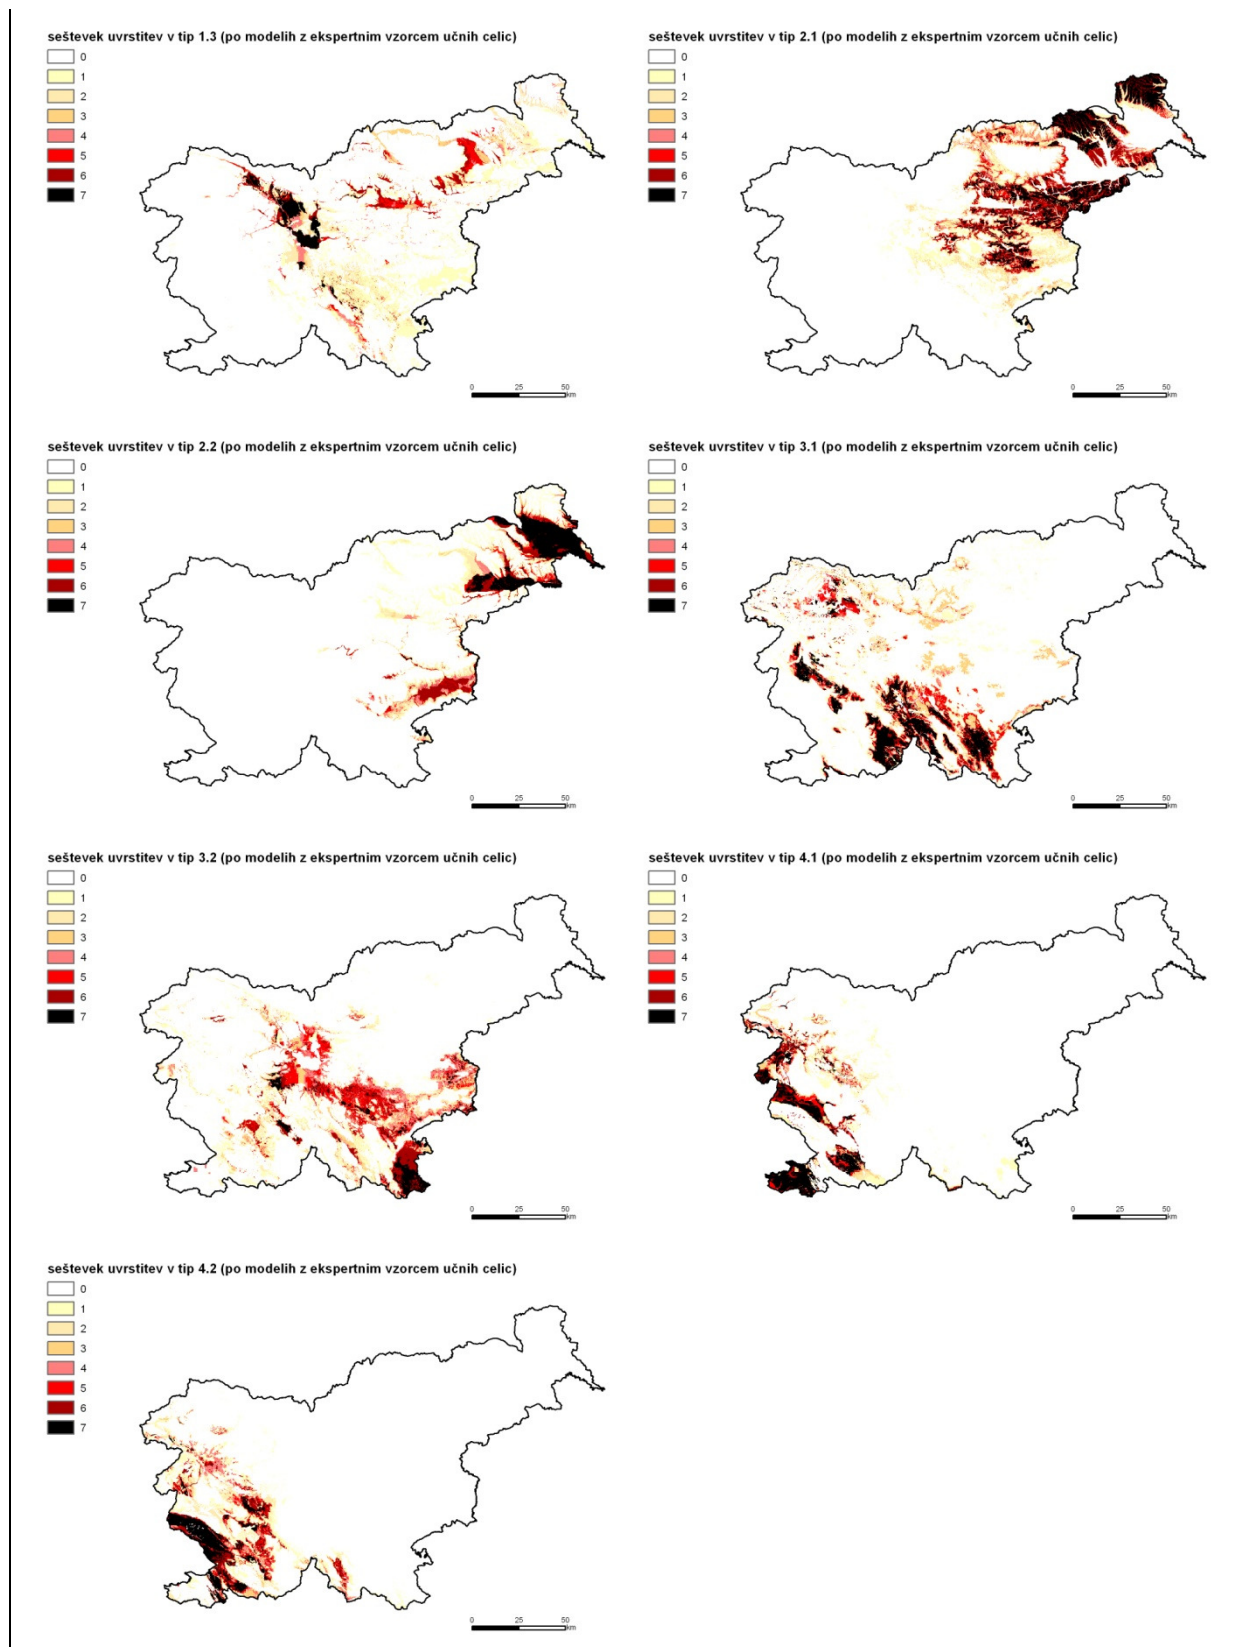 seštevek uvrstitev v tip 1.3 (po modelih z ekspertnim vzorcem učnih celic)
0
1
2
3
4
5
6
7
0 25 50
km
seštevek uvrstitev v tip 2.1 (po modelih z ekspertnim vzorcem učnih celic)
0
1
2
3
4
5
6
7
0 25 50
km
seštevek uvrstitev v tip 2.2 (po modelih z ekspertnim vzorcem učnih celic)
0
1
2
3
4
5
6
7
0 25 50
km
seštevek uvrstitev v tip 3.1 (po modelih z ekspertnim vzorcem učnih celic)
0
1
2
3
4
5
6
7
0 25 50
km
seštevek uvrstitev v tip 3.2 (po modelih z ekspertnim vzorcem učnih celic)
0
1
2
3
4
5
6
7
0 25 50
km
seštevek uvrstitev v tip 4.1 (po modelih z ekspertnim vzorcem učnih celic)
0
1
2
3
4
5
6
7
0 25 50
km
seštevek uvrstitev v tip 4.2 (po modelih z ekspertnim vzorcem učnih celic)
0
1
2
3
4
5
6
7
0 25 50
km